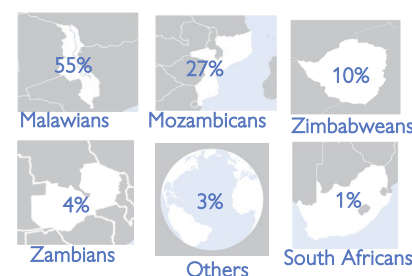 55%
Malawians
27%
Mozambicans
10%
Zimbabweans
4%
Zambians
3%
Others
1%
South Africans